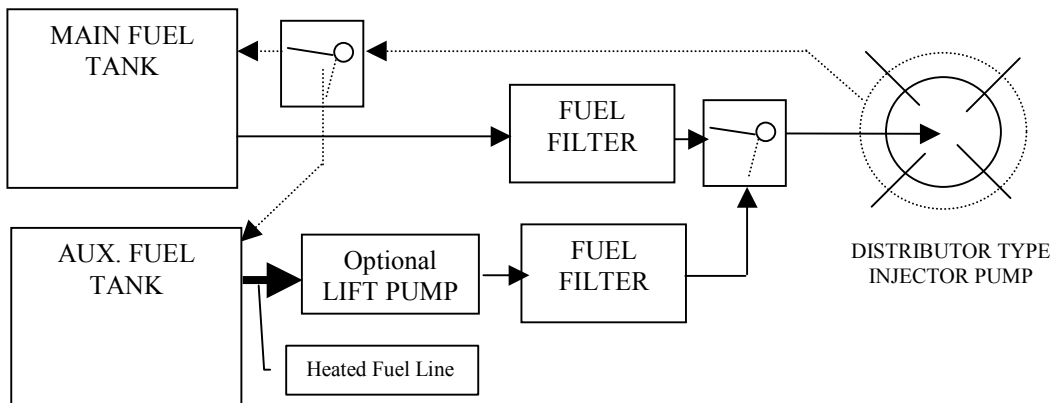 MAIN FUEL
TANK
FUEL
FILTER
AUX. FUEL
TANK
Optional
LIFT PUMP
FUEL
FILTER
DISTRIBUTOR TYPE
INJECTOR PUMP
Heated Fuel Line